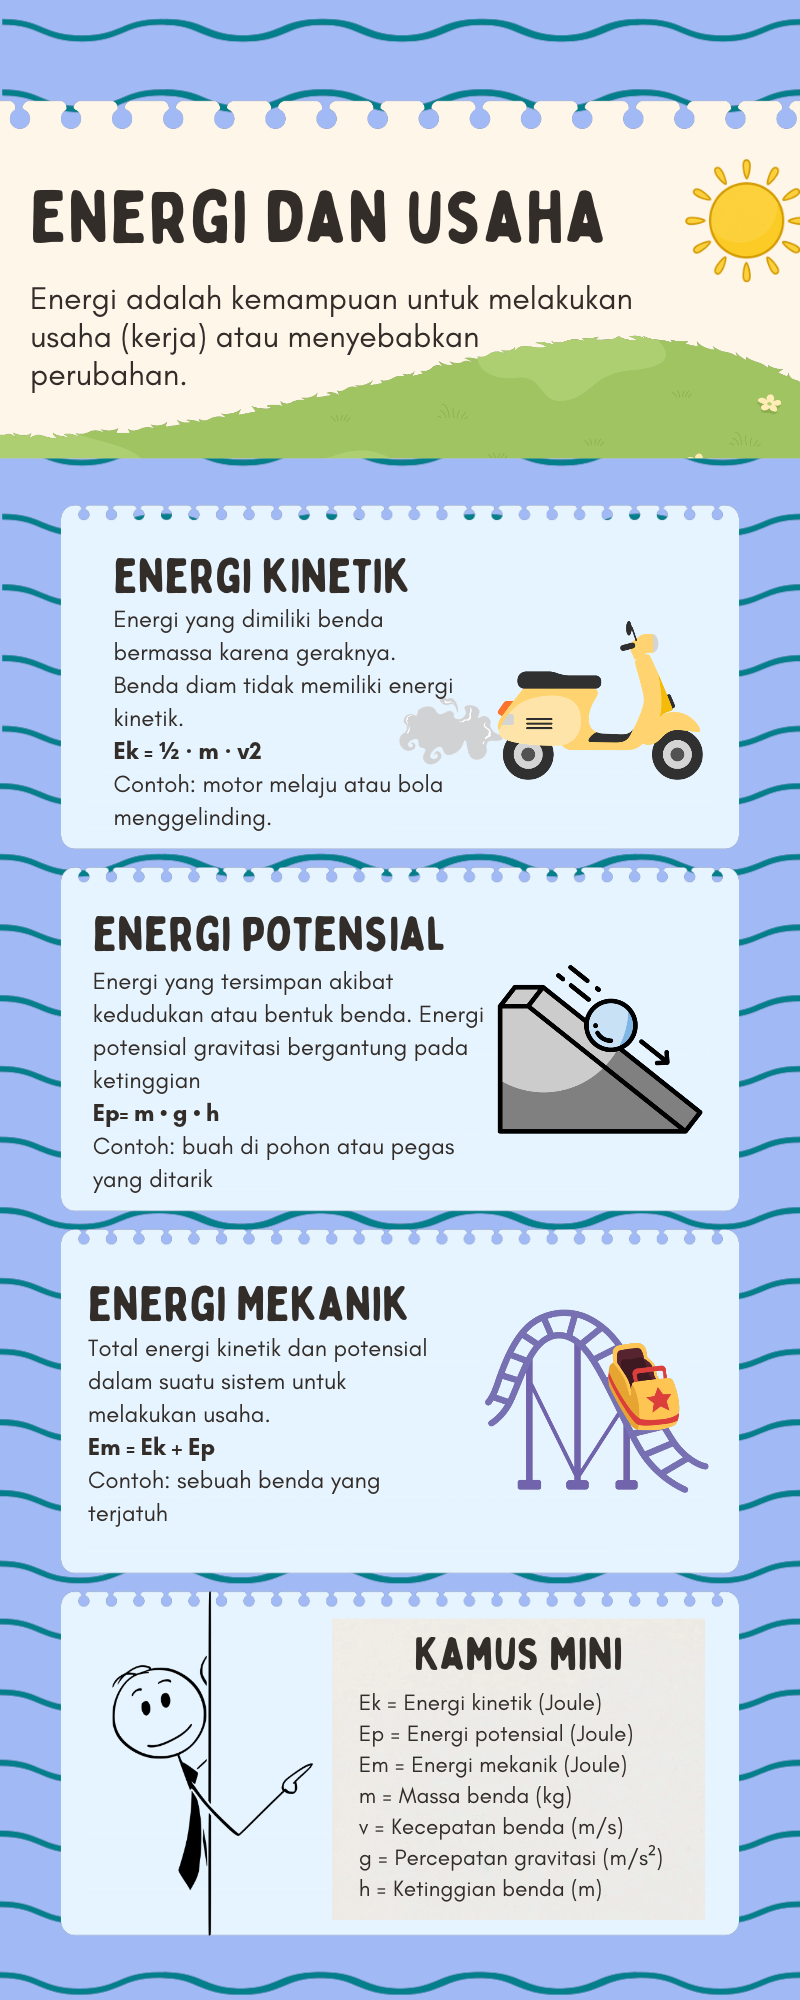 ENERGI DAN USAHA
Energi adalah kemampuan untuk melakukan
usaha (kerja) atau menyebabkan
perubahan.
ENERGI KINETIK
Energi yang dimiliki benda
bermassa karena geraknya.
Benda diam tidak memiliki energi
kinetik.
Ek = ½ · m · v2
Contoh: motor melaju atau bola
menggelinding.
ENERGI POTENSIAL
Energi yang tersimpan akibat
kedudukan atau bentuk benda. Energi
potensial gravitasi bergantung pada
ketinggian
Ep= m • g • h
Contoh: buah di pohon atau pegas
yang ditarik
ENERGI MEKANIK
Total energi kinetik dan potensial
dalam suatu sistem untuk
melakukan usaha.
Em = Ek + Ep
Contoh: sebuah benda yang
terjatuh
KAMUS MINI
Ek = Energi kinetik (Joule)
Ep = Energi potensial (Joule)
Em = Energi mekanik (Joule)
m = Massa benda (kg)
v = Kecepatan benda (m/s)
g = Percepatan gravitasi (m/s²)
h = Ketinggian benda (m)